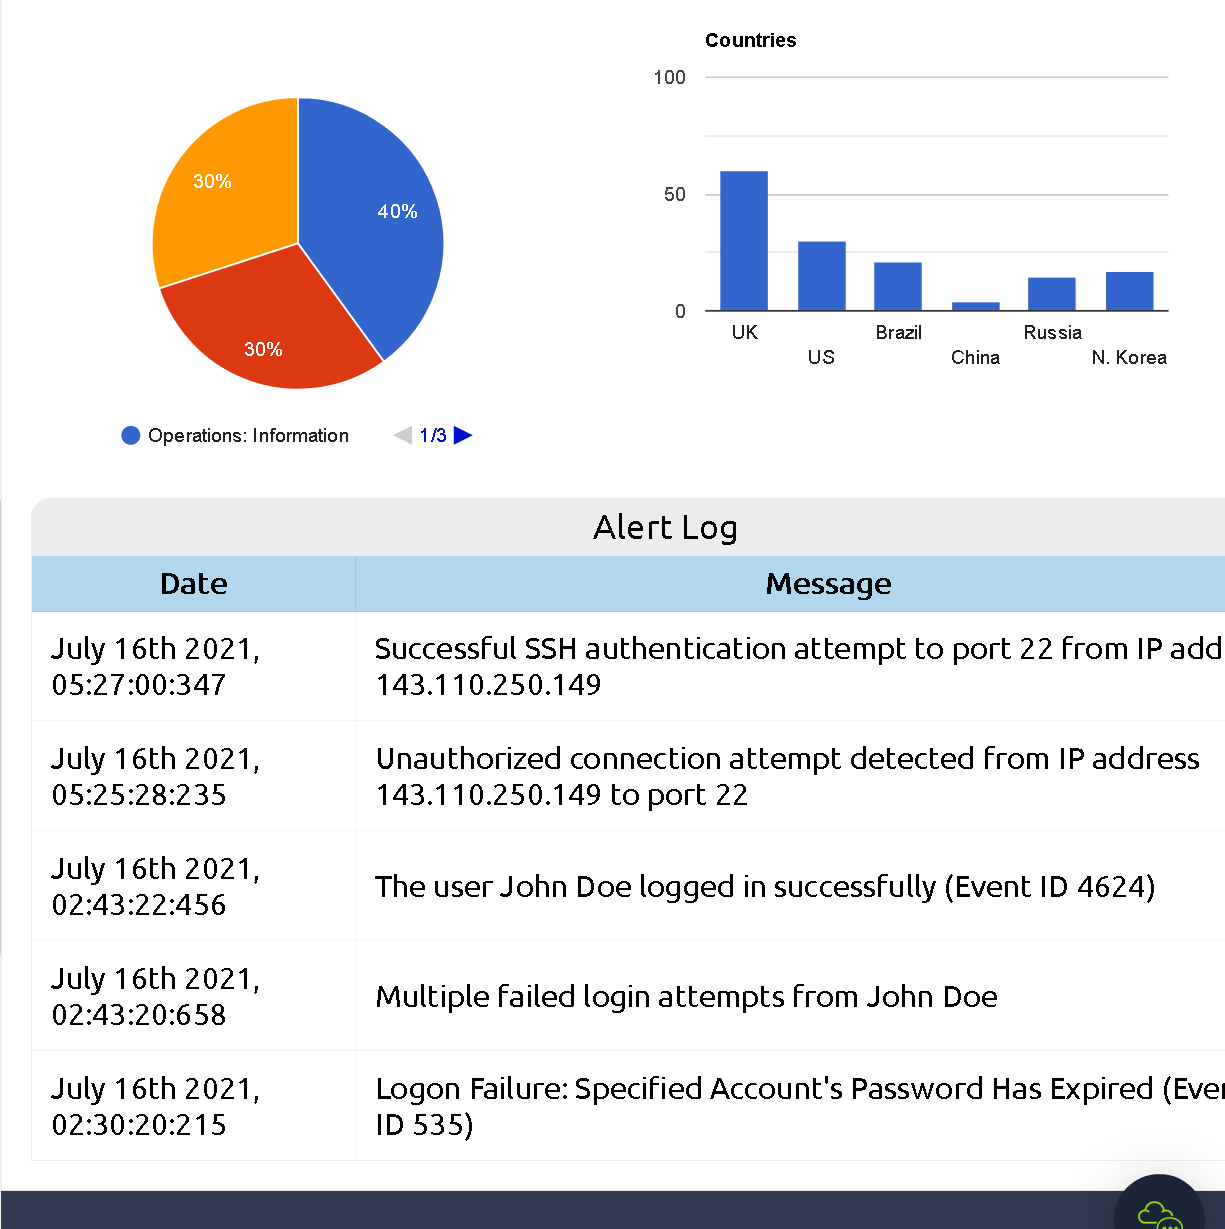 Countries
100
50
0
UK
Brazil
Russia
US
China
N. Korea
30%
40%
30%
Operations: Information
1/3
Alert Log
Date Message
July 16th 2021,
05:27:00:347
Successful SSH authentication attempt to port 22 from IP add
143.110.250.149
July 16th 2021,
05:25:28:235
Unauthorized connection attempt detected from IP address
143.110.250.149 to port 22
July 16th 2021,
02:43:22:456
The user John Doe logged in successfully (Event ID 4624)
July 16th 2021,
02:43:20:658
Multiple failed login attempts from John Doe
July 16th 2021,
02:30:20:215
Logon Failure: Specified Account's Password Has Expired (Eve
ID 535)